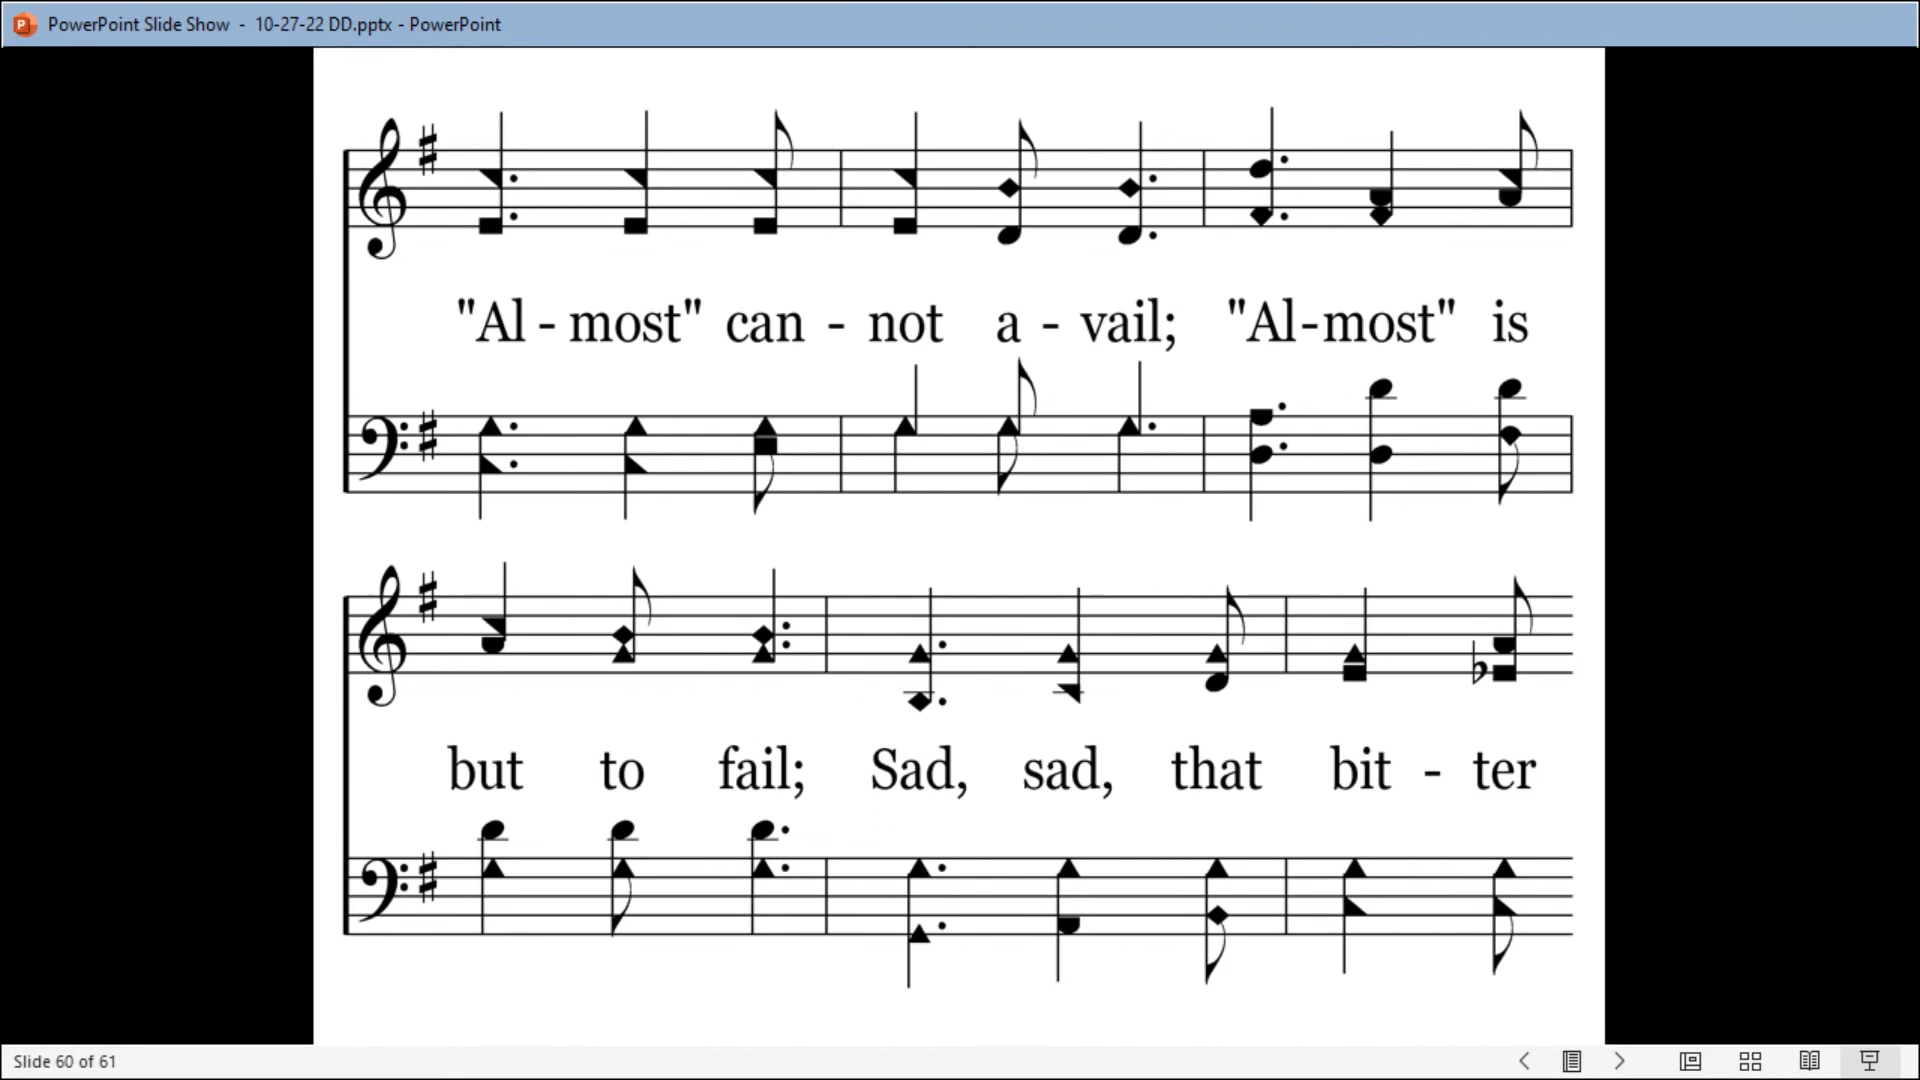 PowerPoint Slide Show - 10-27-22 DD.pptx - PowerPoint
"Al - most" can - not a - vail; "Al-most" is
but to fail; Sad, sad, that bit - ter
Slide 60 of 61